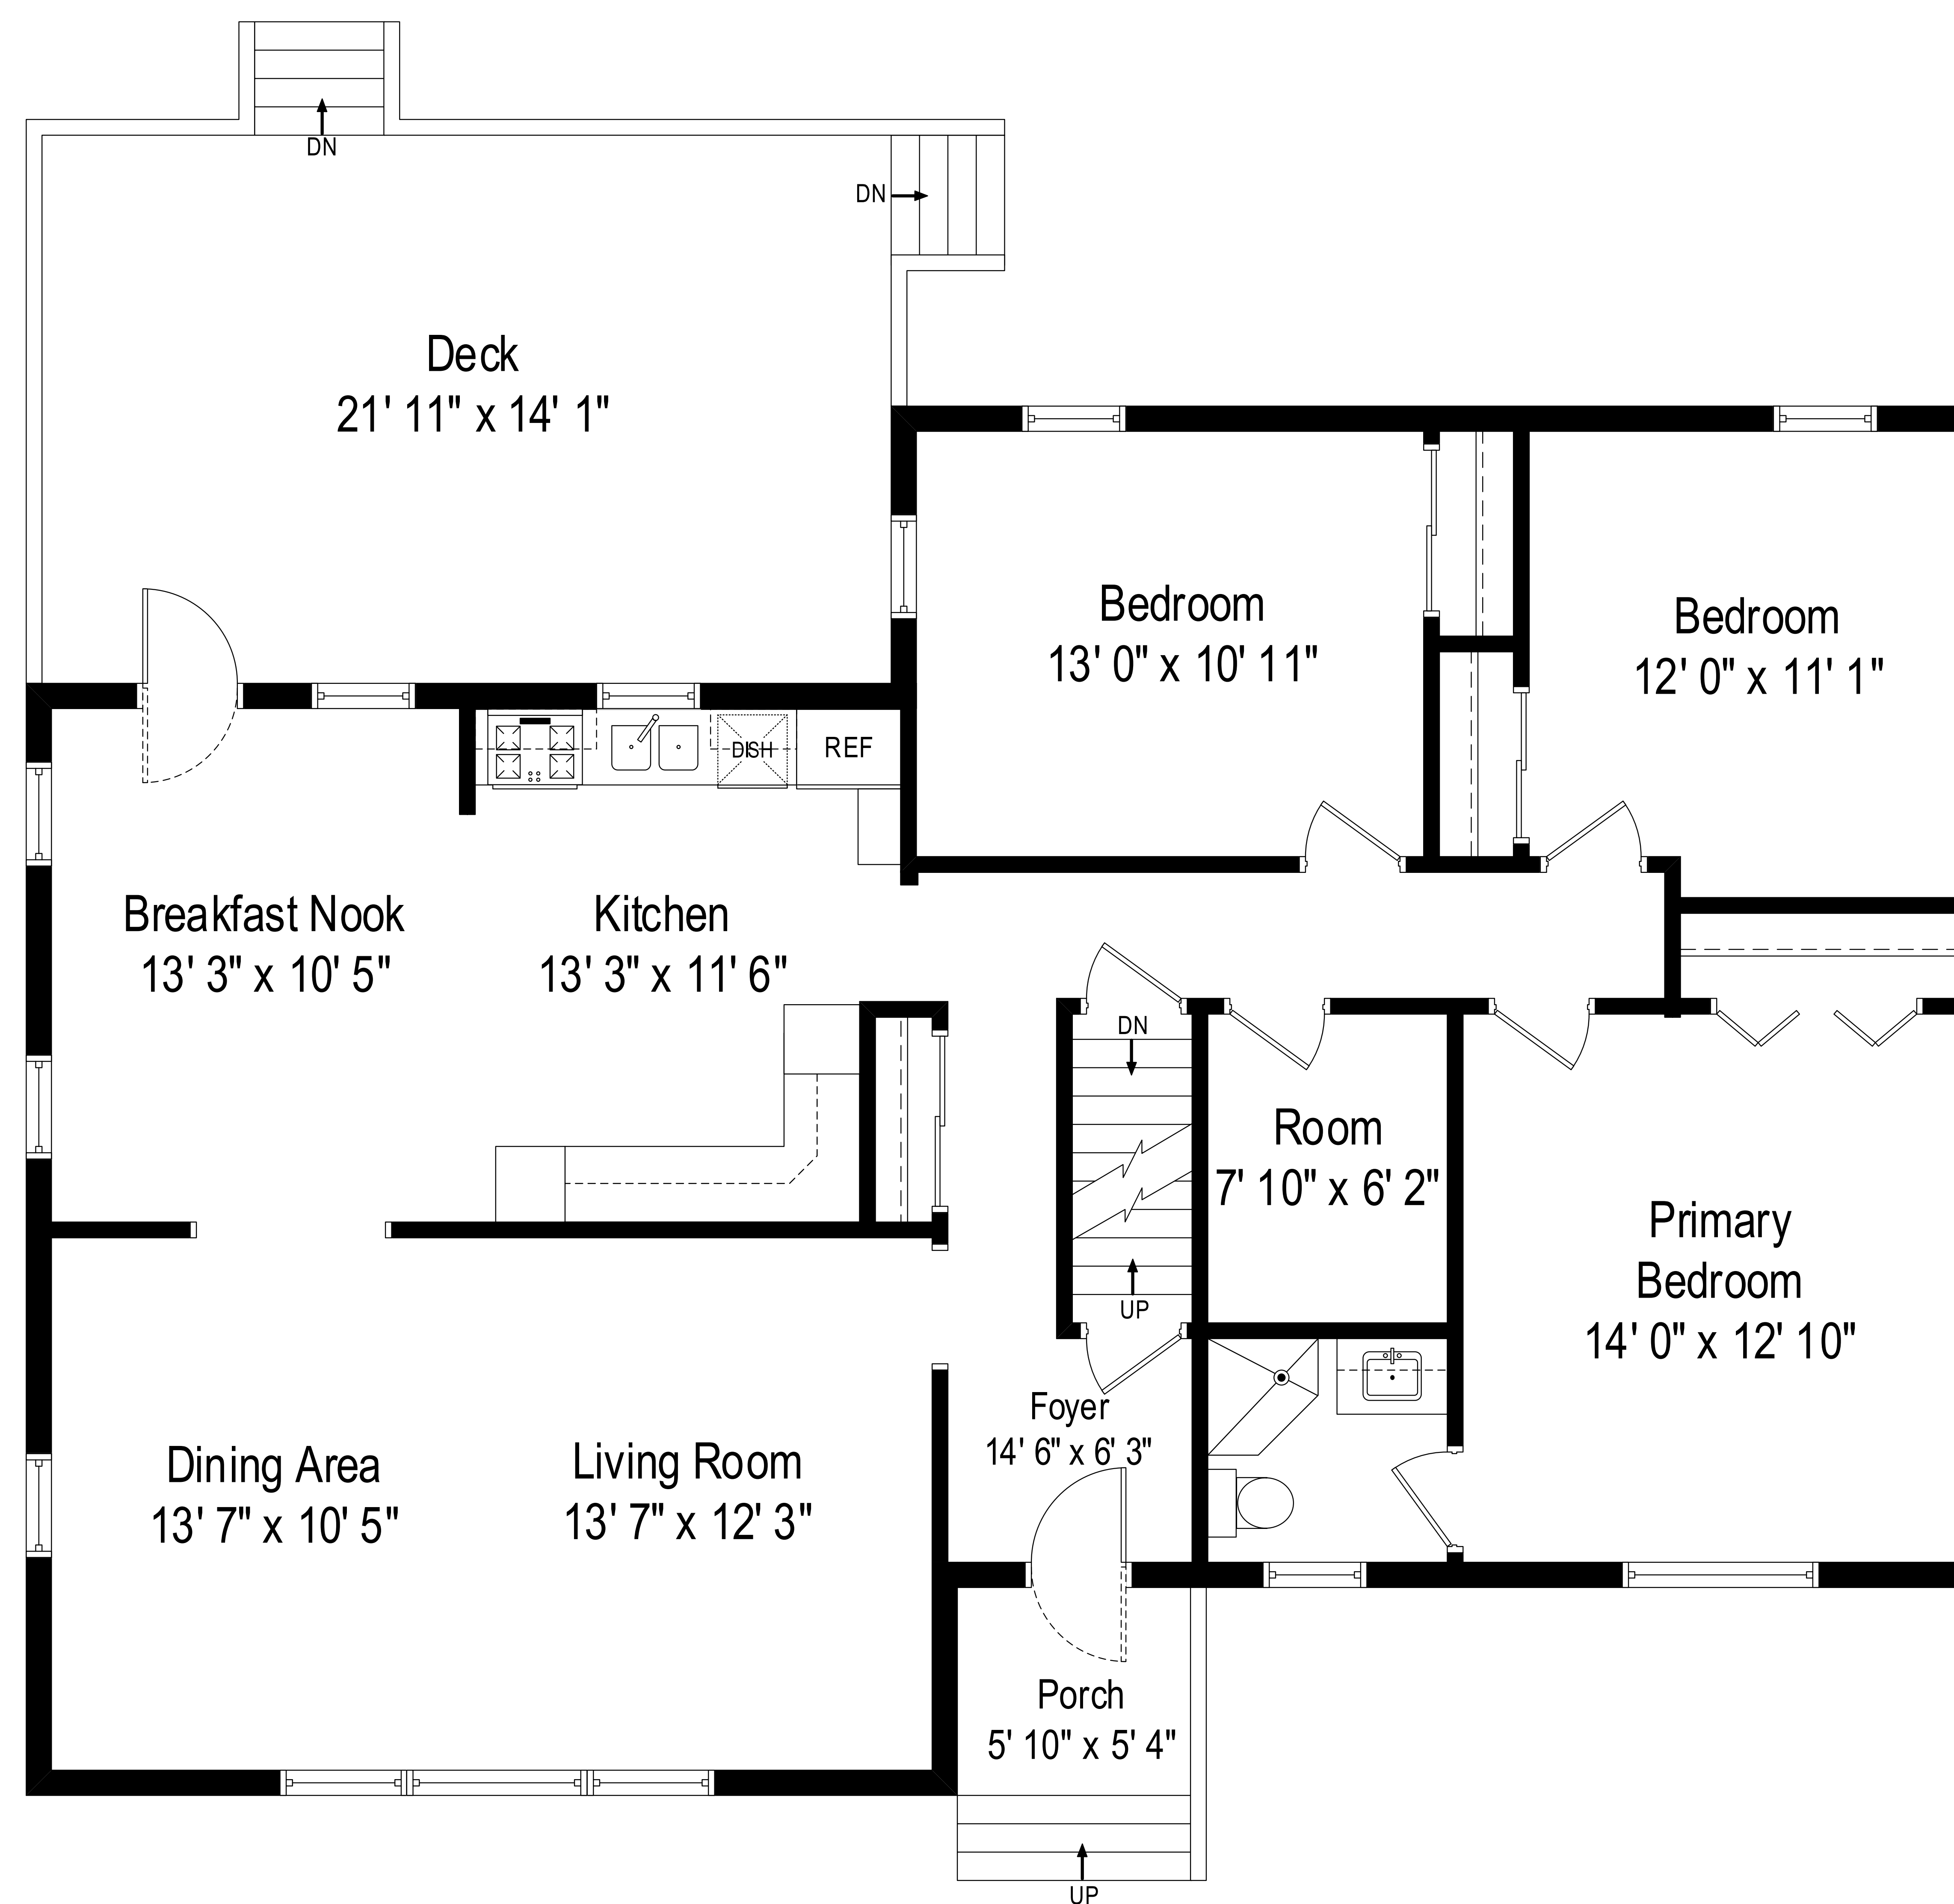 DN
DN
Deck
21' 11" x 14' 1"
Bedroom
13' 0" x 10' 11"
Bedroom
12' 0" x 11' 1"
DISH
REF
Breakfast Nook
13' 3" x 10' 5"
Kitchen
13' 3" x 11' 6"
DN
Room
7' 10" x 6' 2"
Primary
Bedroom
14' 0" x 12' 10"
UP
Foyer
14' 6" x 6' 3"
Dining Area
13' 7" x 10' 5"
Living Room
13' 7" x 12' 3"
Porch
5' 10" x 5' 4"
UP